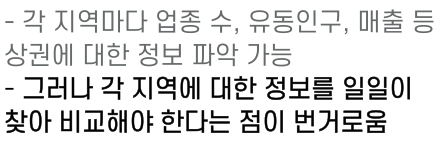 - 각 지역마다 업종 수, 유동인구, 매출 등
상권에 대한 정보 파악 가능
- 그러나 각 지역에 대한 정보를 일일이
찾아 비교해야 한다는 점이 번거로움